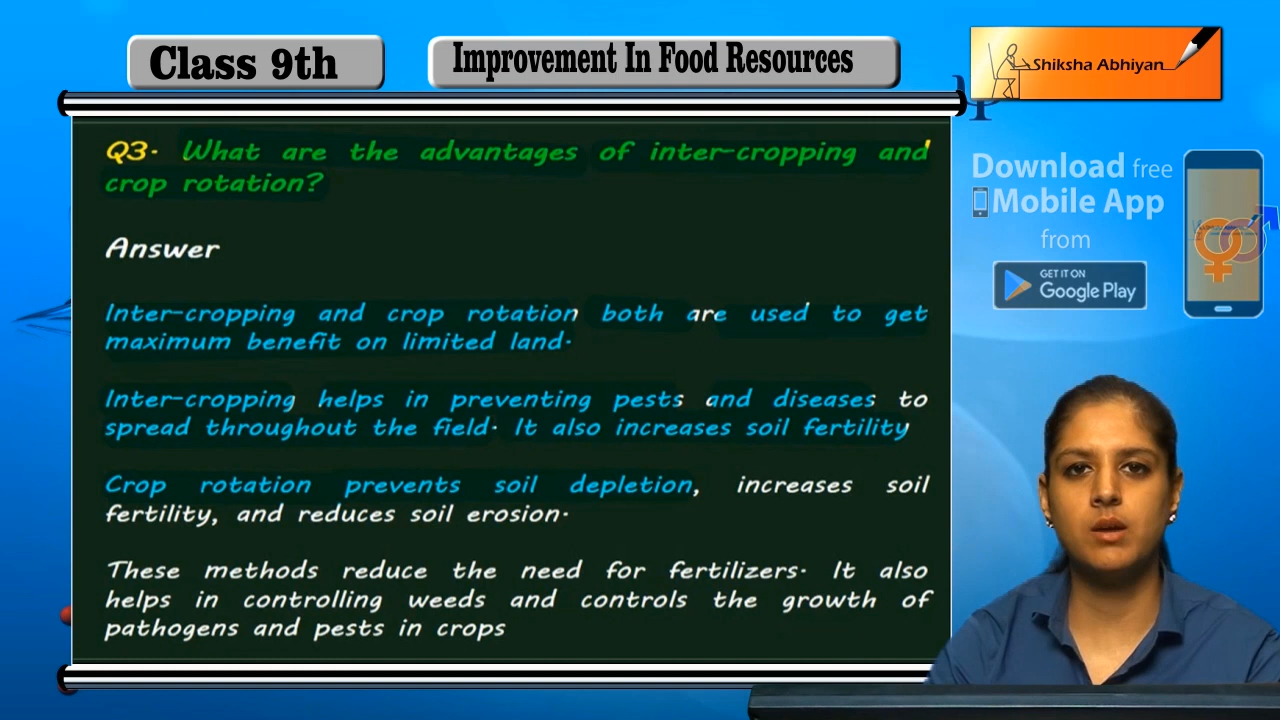 Class 9th
Improvement In Food Resources
Shiksha Abhiyan
Q3. What are the advantages of inter-cropping and
crop rotation?
Answer
Inter-cropping and crop rotation both are used to get
maximum benefit on limited land.
Inter-cropping helps in preventing pests and diseases to
spread throughout the field. It also increases soil fertility
Crop rotation prevents soil depletion, increases soil
fertility, and reduces soil erosion.
These methods reduce the need for fertilizers. It also
helps in controlling weeds and controls the growth of
pathogens and pests in crops
Download free
Mobile App
from
GET IT ON
Google Play